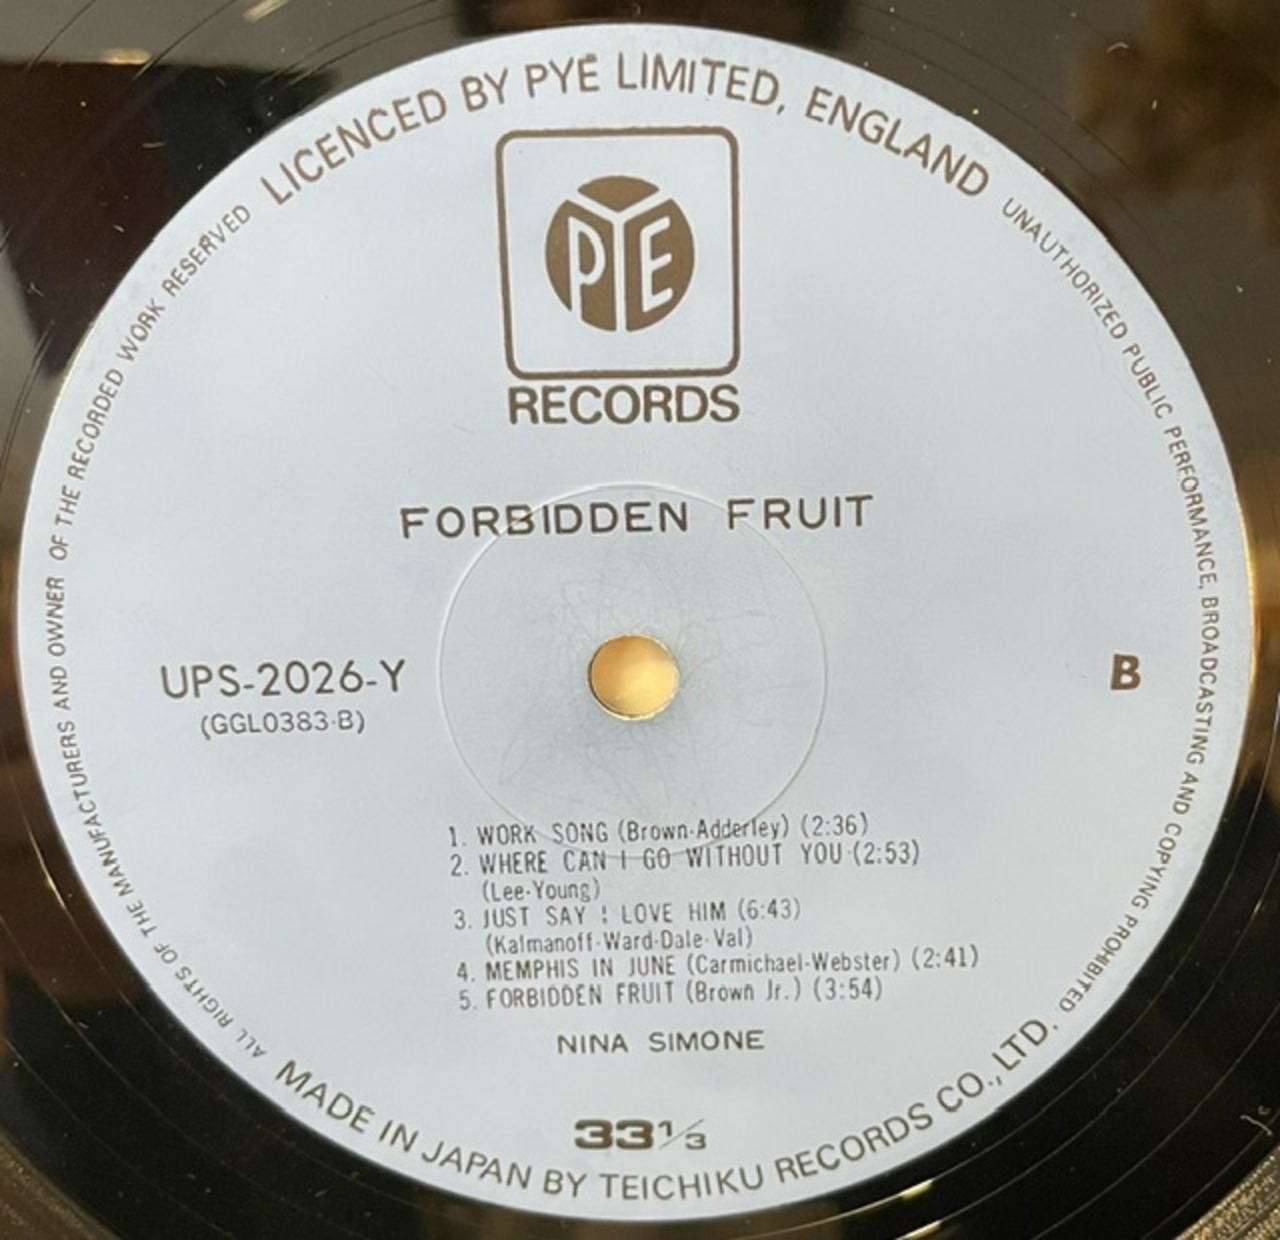 LICENCED BY PYE LIMITED, ENGLAND
UNAUTHORIZED PUBLIC PERFORMANCE, BROADCASTING AND COPYING PROHIBITED.
PYE
RECORDS
FORBIDDEN FRUIT
UPS-2026-Y
(GGL0383-B)
B
1. WORK SONG (Brown-Adderley) (2:36)
2. WHERE CAN I GO WITHOUT YOU (2:53)
(Lee-Young)
3. JUST SAY I LOVE HIM (6:43)
(Kalmanoff-Ward-Dale-Val)
4. MEMPHIS IN JUNE (Carmichael-Webster) (2:41)
5. FORBIDDEN FRUIT (Brown Jr.) (3:54)
NINA SIMONE
33 1/3
ALL RIGHTS OF THE MANUFACTURERS AND OWNER OF THE RECORDED WORK RESERVED
MADE IN JAPAN BY TEICHIKU RECORDS CO., LTD.